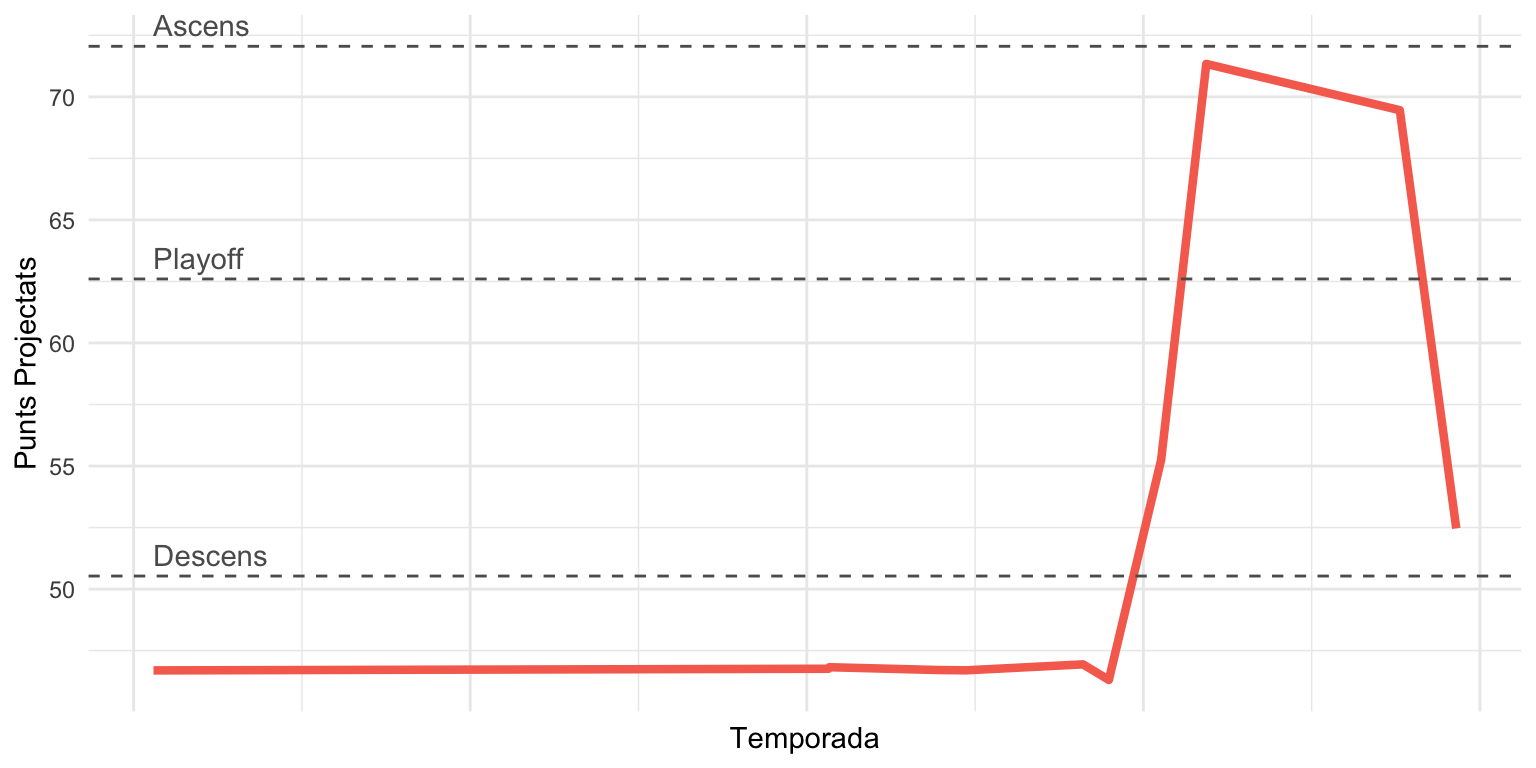 Ascens
70
65
Playoff
Punts Projectats
60
55
Descens
50
Temporada